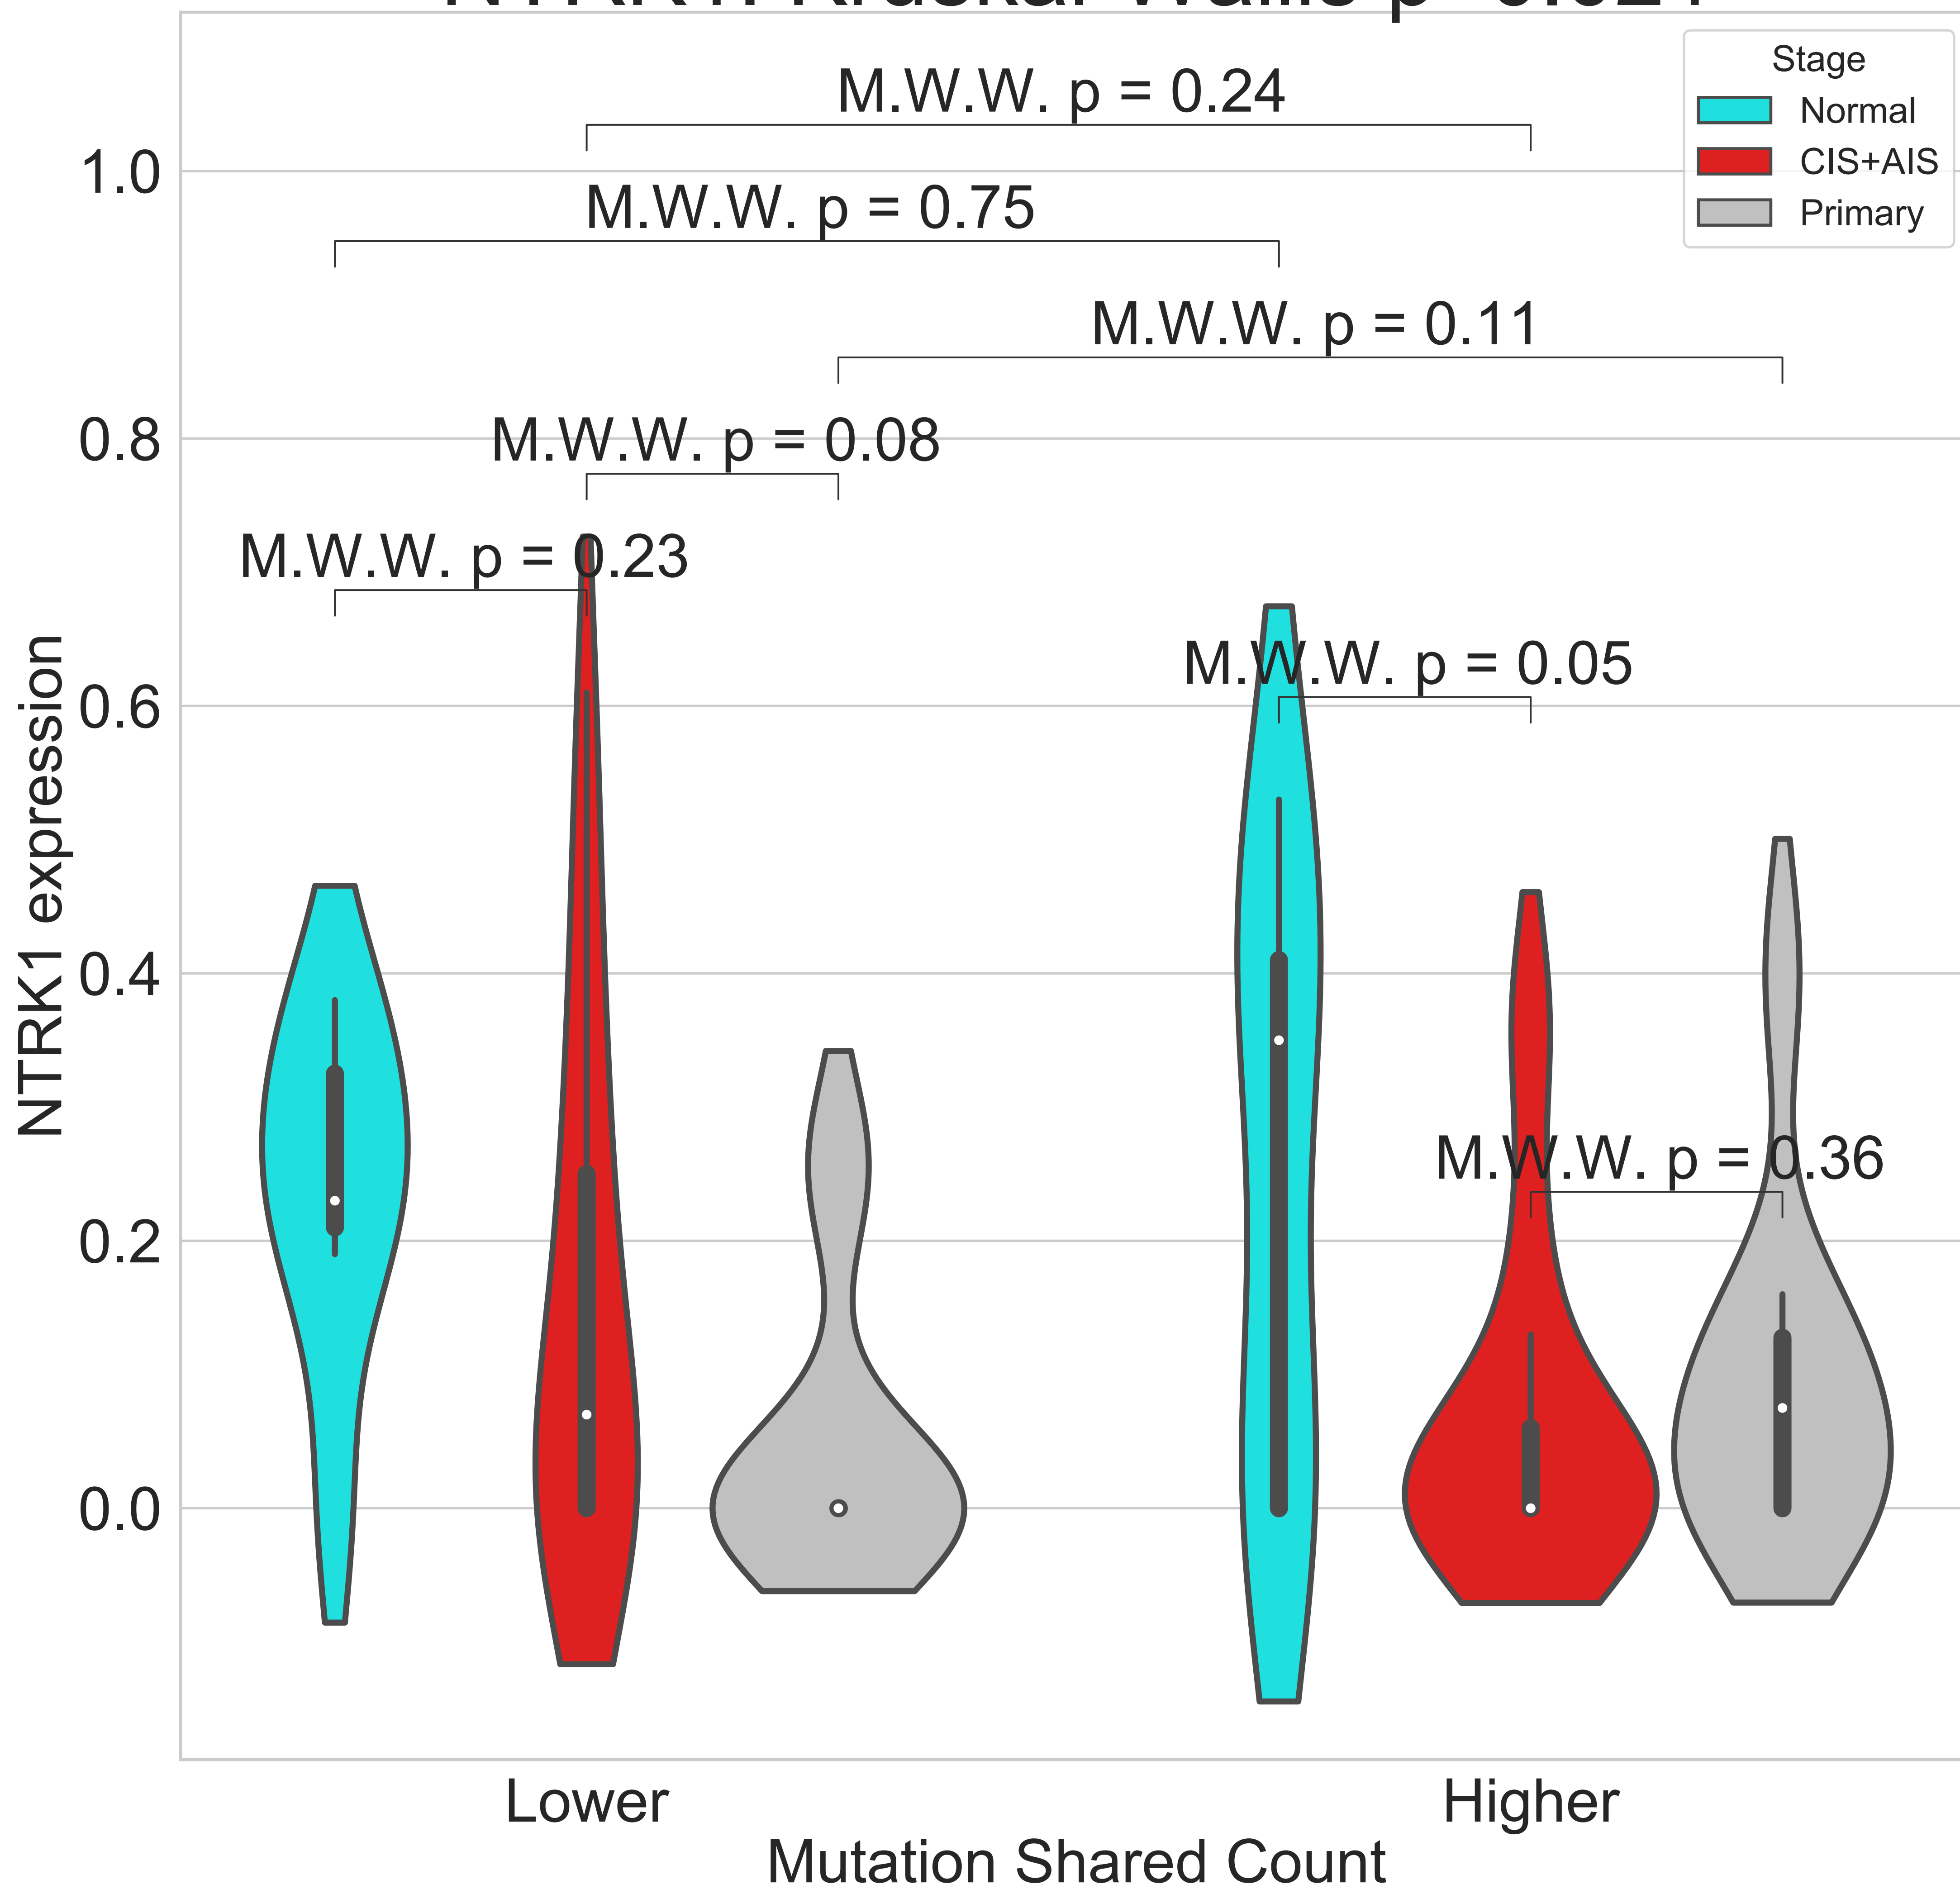 Stage
Normal
CIS+AIS
Primary
M.W.W. p = 0.24
1.0
M.W.W. p = 0.75
M.W.W. p = 0.11
0.8
M.W.W. p = 0.08
M.W.W. p = 0.23
M.W.W. p = 0.05
0.6
NTRK1 expression
0.4
M.W.W. p = 0.36
0.2
0.0
Lower
Higher
Mutation Shared Count